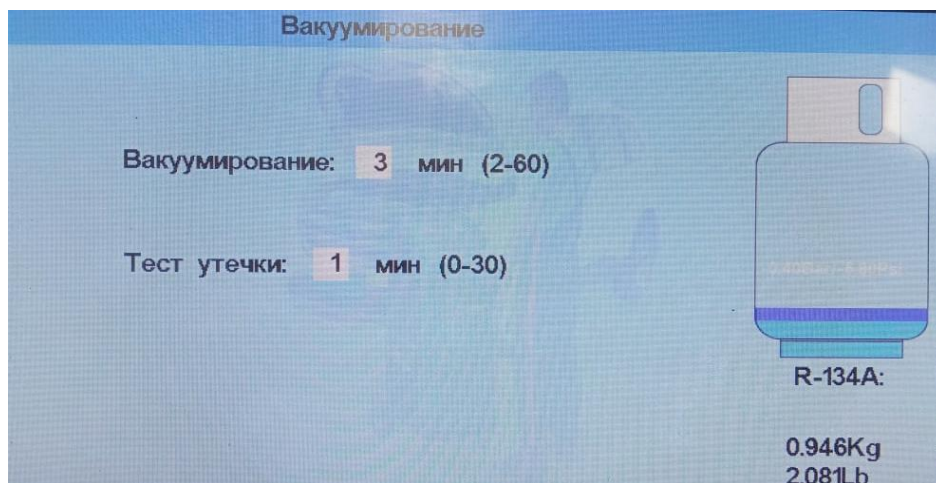 Вакуумирование
Вакуумирование: 3 мин (2-60)
Тест утечки: 1 мин (0-30)
R-134A:
0.946Kg
2.081Lb